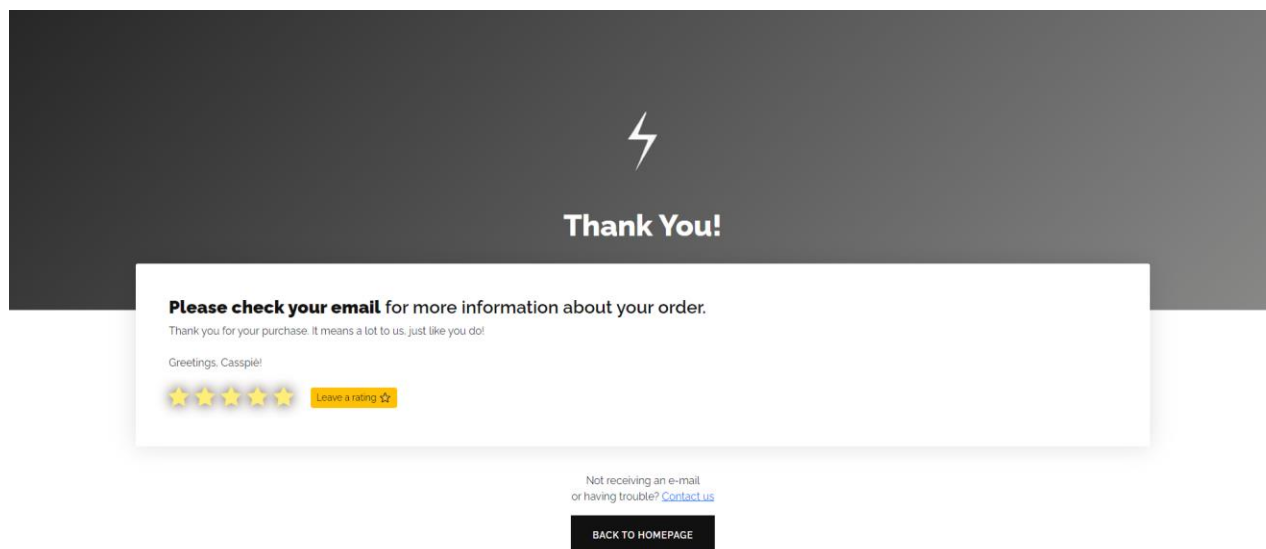 Thank You!
Please check your email for more information about your order.
Thank you for your purchase. It means a lot to us, just like you do!
Greetings, Casspié!
Leave a rating
Not receiving an e-mail
or having trouble? Contact us
BACK TO HOMEPAGE